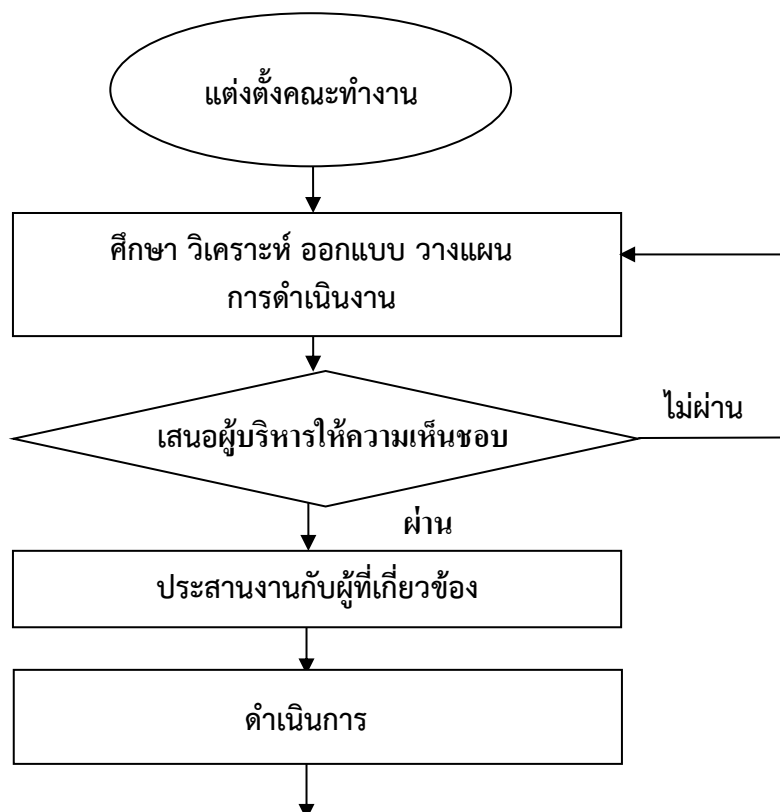 แต่งตั้งคณะทำงาน
ศึกษา วิเคราะห์ ออกแบบ วางแผน
การดำเนินงาน
ไม่ผ่าน
เสนอผู้บริหารให้ความเห็นชอบ
ผ่าน
ประสานงานกับผู้ที่เกี่ยวข้อง
ดำเนินการ